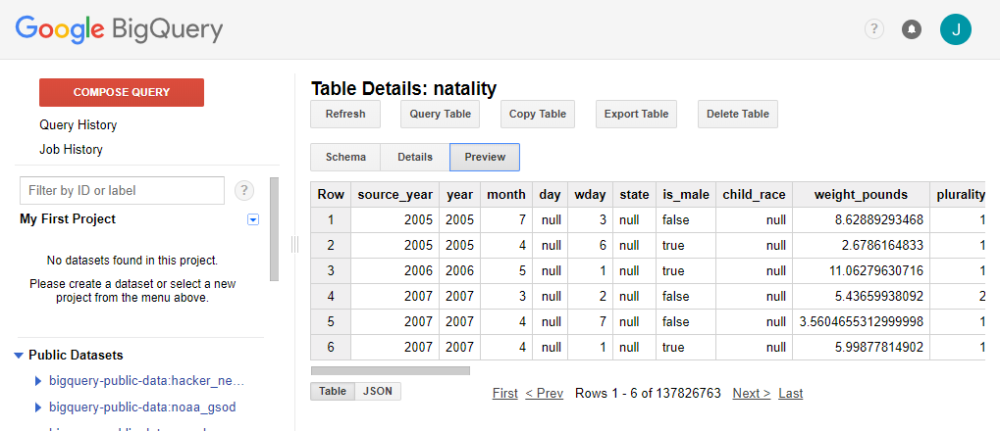 Google BigQuery
?
J
COMPOSE QUERY
Query History
Job History
Filter by ID or label
?
My First Project
No datasets found in this project.
Please create a dataset or select a new
project from the menu above.
Public Datasets
bigquery-public-data:hacker_ne...
bigquery-public-data:noaa_gsod
Table Details: natality
Refresh Query Table Copy Table Export Table Delete Table
Schema Details Preview
Row source_year year month day wday state is_male child_race weight_pounds plurality
1 2005 2005 7 null 3 null false null 8.62889293468 1
2 2005 2005 4 null 6 null true null 2.6786164833 1
3 2006 2006 5 null 1 null true null 11.06279630716 1
4 2007 2007 3 null 2 null false null 5.43659938092 2
5 2007 2007 4 null 7 null false null 3.5604655312999998 1
6 2007 2007 4 null 1 null true null 5.99877814902 1
Table JSON First < Prev Rows 1 - 6 of 137826763 Next > Last